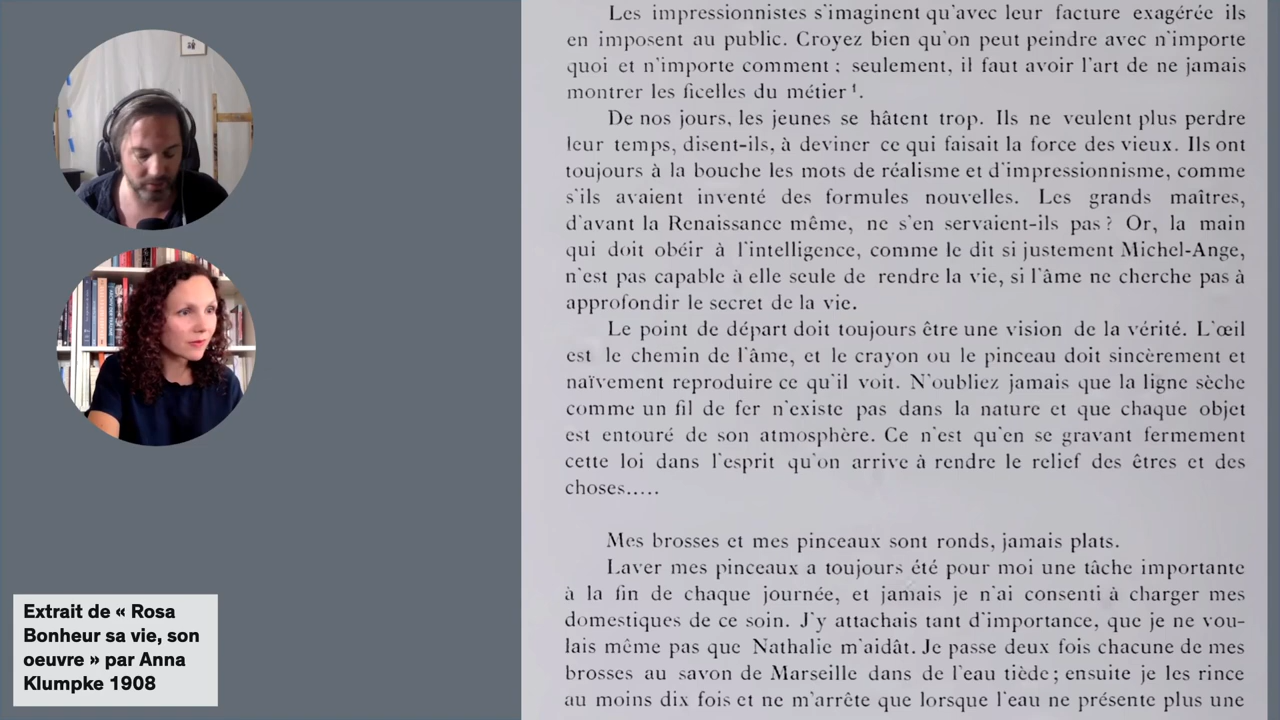 Les impressionnistes s'imaginent qu'avec leur facture exagérée ils
en imposent au public. Croyez bien qu'on peut peindre avec n'importe
quoi et n'importe comment ; seulement, il faut avoir l'art de ne jamais
montrer les ficelles du métier ¹.
De nos jours, les jeunes se hâtent trop. Ils ne veulent plus perdre
leur temps, disent-ils, à deviner ce qui faisait la force des vieux. Ils ont
toujours à la bouche les mots de réalisme et d'impressionnisme, comme
s'ils avaient inventé des formules nouvelles. Les grands maîtres,
d'avant la Renaissance même, ne s'en servaient-ils pas ? Or, la main
qui doit obéir à l'intelligence, comme le dit si justement Michel-Ange,
n'est pas capable à elle seule de rendre la vie, si l'âme ne cherche pas à
approfondir le secret de la vie.
Le point de départ doit toujours être une vision de la vérité. L'œil
est le chemin de l'âme, et le crayon ou le pinceau doit sincèrement et
naïvement reproduire ce qu'il voit. N'oubliez jamais que la ligne sèche
comme un fil de fer n'existe pas dans la nature et que chaque objet
est entouré de son atmosphère. Ce n'est qu'en se gravant fermement
cette loi dans l'esprit qu'on arrive à rendre le relief des êtres et des
choses.....
Mes brosses et mes pinceaux sont ronds, jamais plats.
Laver mes pinceaux a toujours été pour moi une tâche importante
à la fin de chaque journée, et jamais je n'ai consenti à charger mes
domestiques de ce soin. J'y attachais tant d'importance, que je ne vou-
lais même pas que Nathalie m'aidât. Je passe deux fois chacune de mes
brosses au savon de Marseille dans de l'eau tiède ; ensuite je les rince
au moins dix fois et ne m'arrête que lorsque l'eau ne présente plus une
Extrait de « Rosa
Bonheur sa vie, son
oeuvre » par Anna
Klumpke 1908